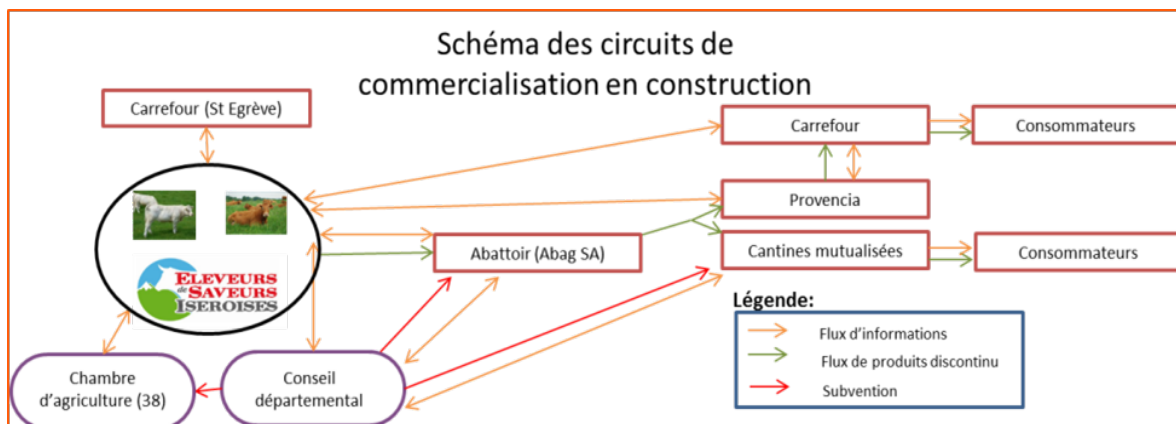 Schéma des circuits de
commercialisation en construction
Carrefour (St Egrève)
Carrefour
Consommateurs
Provencia
Abattoir (Abag SA)
Cantines mutualisées
Consommateurs
ELEVEURS
de SAVEURS
ISEROISES
Légende:
Flux d'informations
Flux de produits discontinu
Subvention
Chambre
d'agriculture (38)
Conseil
départemental